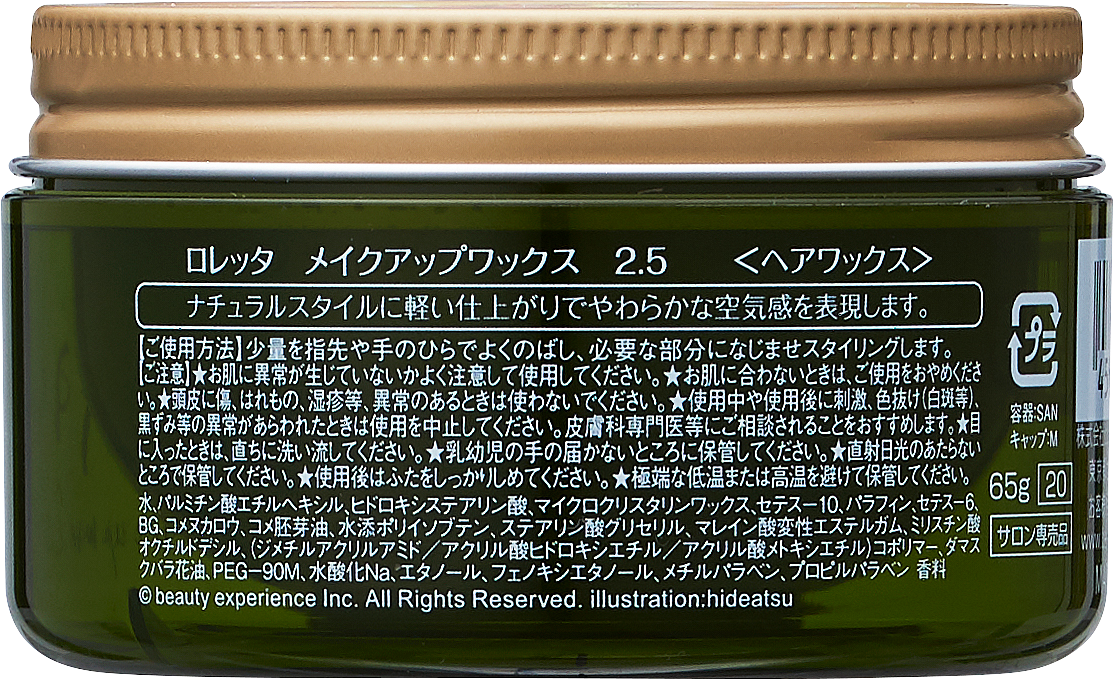 ロレッタ　メイクアップワックス　2.5　＜ヘアワックス＞
ナチュラルスタイルに軽い仕上がりでやわらかな空気感を表現します。
【ご使用方法】少量を指先や手のひらでよくのばし、必要な部分になじませスタイリングします。
【ご注意】★お肌に異常が生じていないかよく注意して使用してください。★お肌に合わないときは、ご使用をおやめくださ
い。★頭皮に傷、はれもの、湿疹等、異常のあるときは使わないでください。★使用中や使用後に刺激、色抜け(白斑等)、
黒ずみ等の異常があらわれたときは使用を中止してください。皮膚科専門医等にご相談されることをおすすめします。★目
に入ったときは、直ちに洗い流してください。★乳幼児の手の届かないところに保管してください。★直射日光のあたらない
ところで保管してください。★使用後はふたをしっかりしめてください。★極端な低温または高温を避けて保管してください。
水、パルミチン酸エチルヘキシル、ヒドロキシステアリン酸、マイクロクリスタリンワックス、セテスー10、パラフィン、セテスー6、
BG、コメヌカロウ、コメ胚芽油、水添ポリイソブテン、ステアリン酸グリセリル、マレイン酸変性エステルガム、ミリスチン酸
オクチルドデシル、(ジメチルアクリルアミド／アクリル酸ヒドロキシエチル／アクリル酸メトキシエチル)コポリマー、ダマス
クバラ花油、PEG－90M、水酸化Na、エタノール、フェノキシエタノール、メチルパラベン、プロピルパラベン 香料
© beauty experience Inc. All Rights Reserved. illustration:hideatsu
プラ
容器:SAN
キャップ:M
65g 20
サロン専売品
株式会社
東京
www.